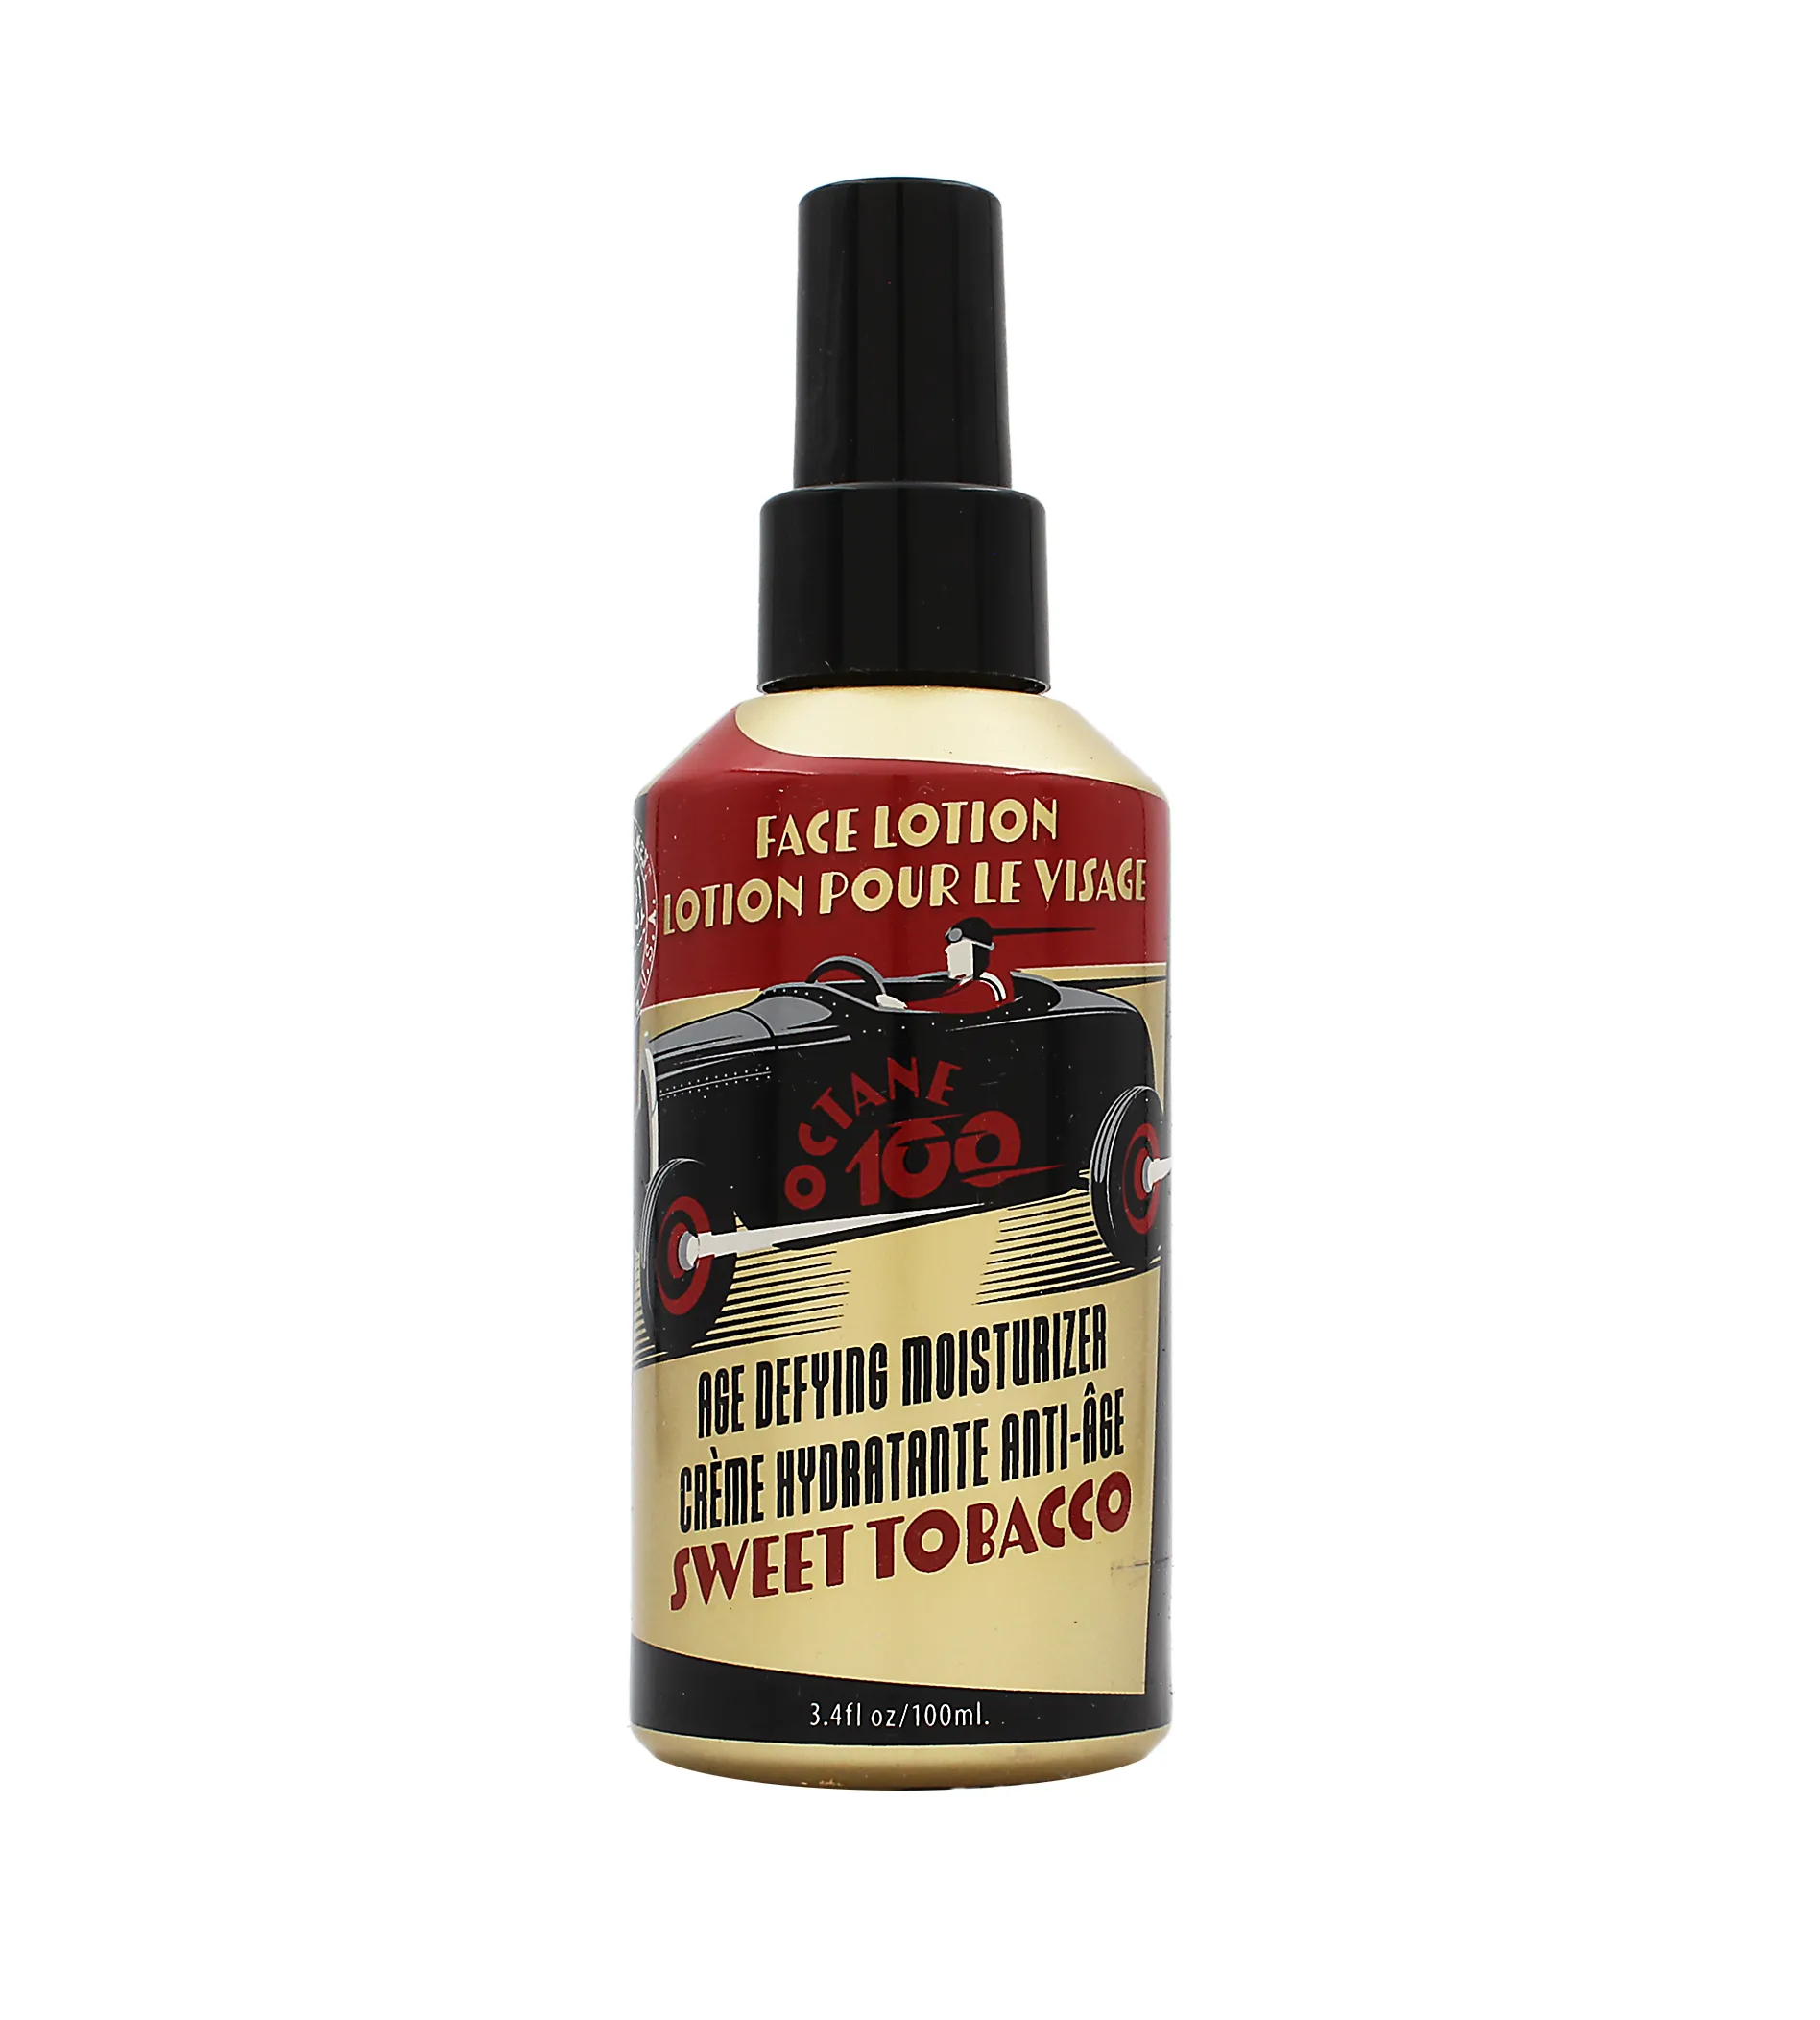 FACE LOTION
LOTION POUR LE VISAGE
U.S.A.
OCTANE
100
AGE DEFYING MOISTURIZER
CRÈME HYDRATANTE ANTI-ÂGE
SWEET TOBACCO
3.4fl oz/100ml.